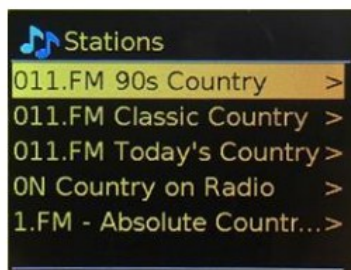 Stations
011.FM 90s Country >
011.FM Classic Country >
011.FM Today's Country >
0N Country on Radio >
1.FM - Absolute Countr... >